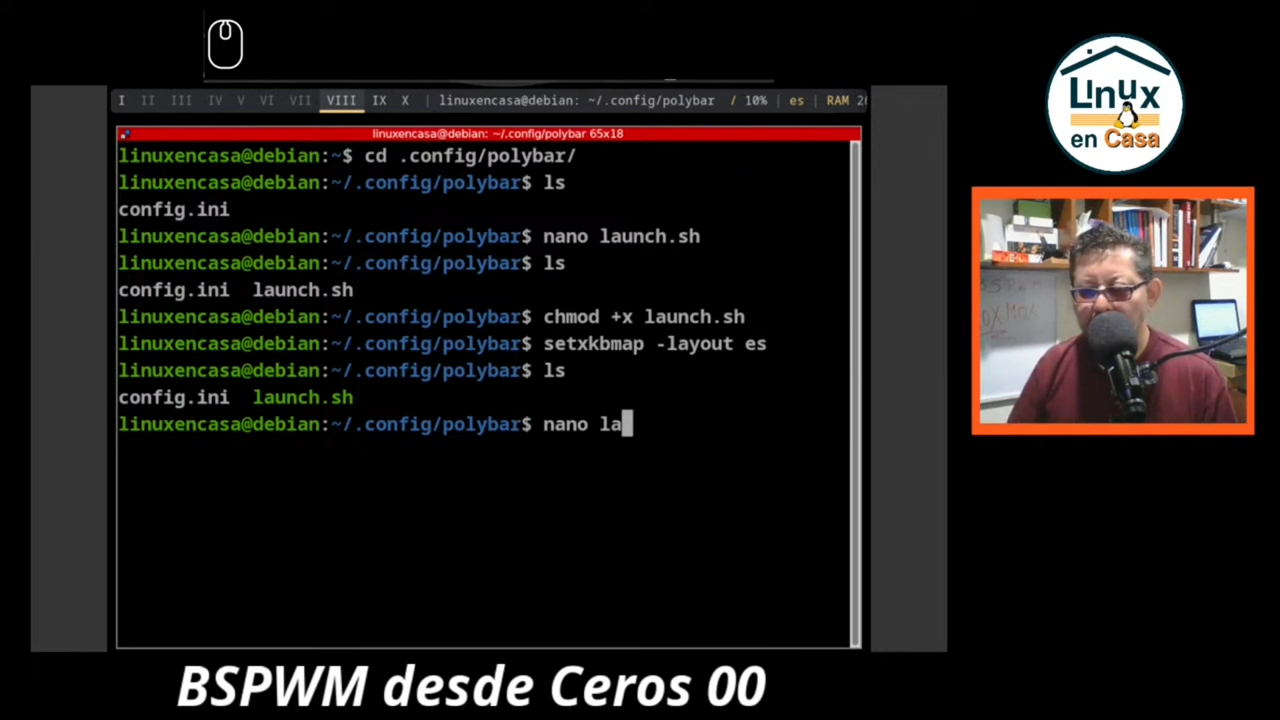 I II III IV V VI VII VIII IX X | linuxencasa@debian: ~/.config/polybar / 10% | es | RAM
LInux
en Casa
linuxencasa@debian: ~/.config/polybar 65x18
linuxencasa@debian:~$ cd .config/polybar/
linuxencasa@debian:~/.config/polybar$ ls
config.ini
linuxencasa@debian:~/.config/polybar$ nano launch.sh
linuxencasa@debian:~/.config/polybar$ ls
config.ini launch.sh
linuxencasa@debian:~/.config/polybar$ chmod +x launch.sh
linuxencasa@debian:~/.config/polybar$ setxkbmap -layout es
linuxencasa@debian:~/.config/polybar$ ls
config.ini launch.sh
linuxencasa@debian:~/.config/polybar$ nano la
BSPWM desde Ceros 00